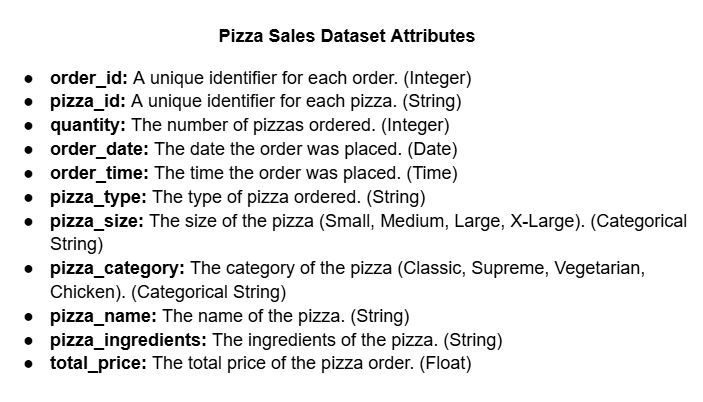 Pizza Sales Dataset Attributes
● order_id: A unique identifier for each order. (Integer)
● pizza_id: A unique identifier for each pizza. (String)
● quantity: The number of pizzas ordered. (Integer)
● order_date: The date the order was placed. (Date)
● order_time: The time the order was placed. (Time)
● pizza_type: The type of pizza ordered. (String)
● pizza_size: The size of the pizza (Small, Medium, Large, X-Large). (Categorical
String)
● pizza_category: The category of the pizza (Classic, Supreme, Vegetarian,
Chicken). (Categorical String)
● pizza_name: The name of the pizza. (String)
● pizza_ingredients: The ingredients of the pizza. (String)
● total_price: The total price of the pizza order. (Float)